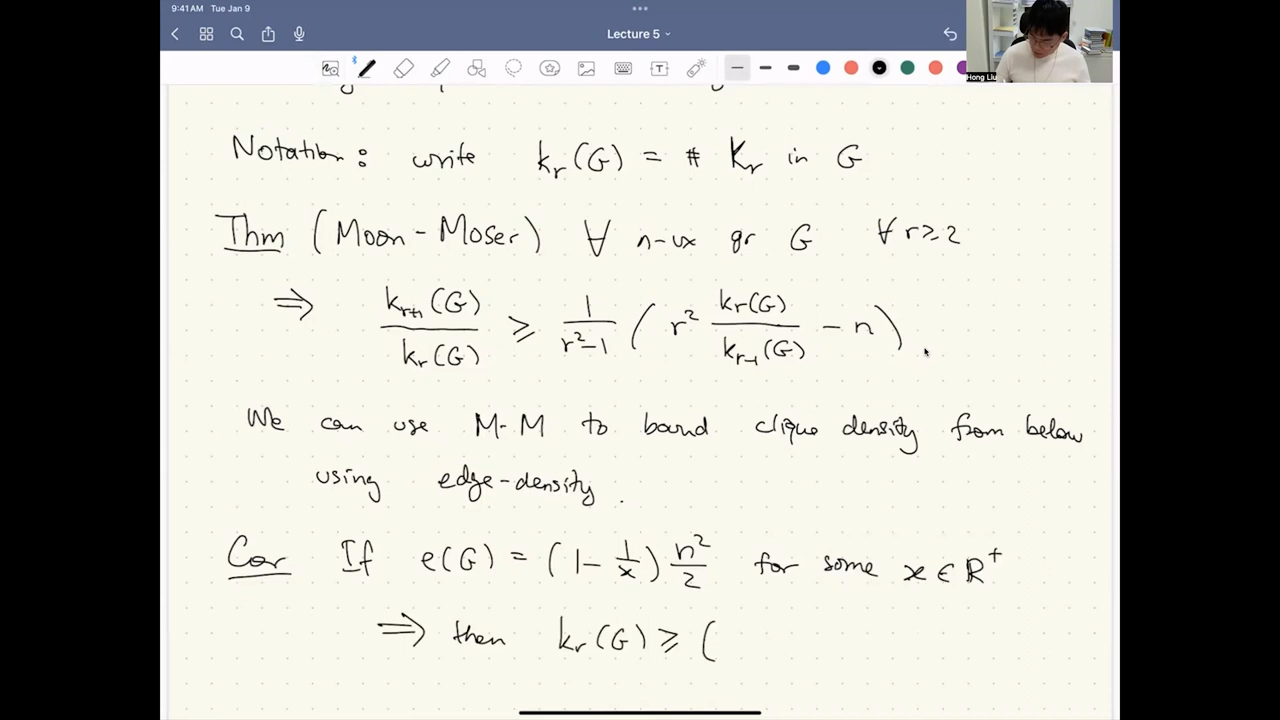 9:41 AM Tue Jan 9
Lecture 5
Hong Liu
Notation: write k_r(G) = # K_r in G
Thm (Moon-Moser) ∀ n-vx gr G ∀ r≥2
⇒ k_{r+1}(G)/k_r(G) ≥ 1/(r²-1) (r² k_r(G)/k_{r-1}(G) - n).
We can use M-M to bound clique density from below
using edge-density.
Cor If e(G) = (1 - 1/x) n²/2 for some x ∈ R⁺
⇒ then k_r(G) ≥ (